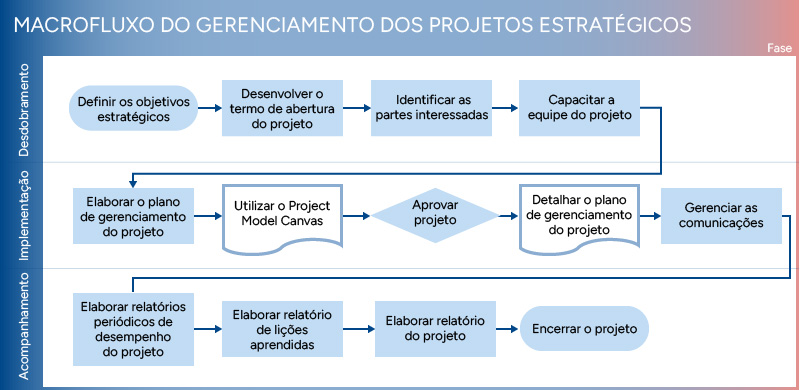 MACROFLUXO DO GERENCIAMENTO DOS PROJETOS ESTRATÉGICOS
Fase
Desdobramento
Definir os objetivos
estratégicos
Desenvolver o
termo de abertura
do projeto
Identificar as
partes interessadas
Capacitar a
equipe do projeto
Implementação
Elaborar o plano
de gerenciamento
do projeto
Utilizar o Project
Model Canvas
Aprovar
projeto
Detalhar o plano
de gerenciamento
do projeto
Gerenciar as
comunicações
Acompanhamento
Elaborar relatórios
periódicos de
desempenho
do projeto
Elaborar relatório
de lições
aprendidas
Elaborar relatório
do projeto
Encerrar o projeto